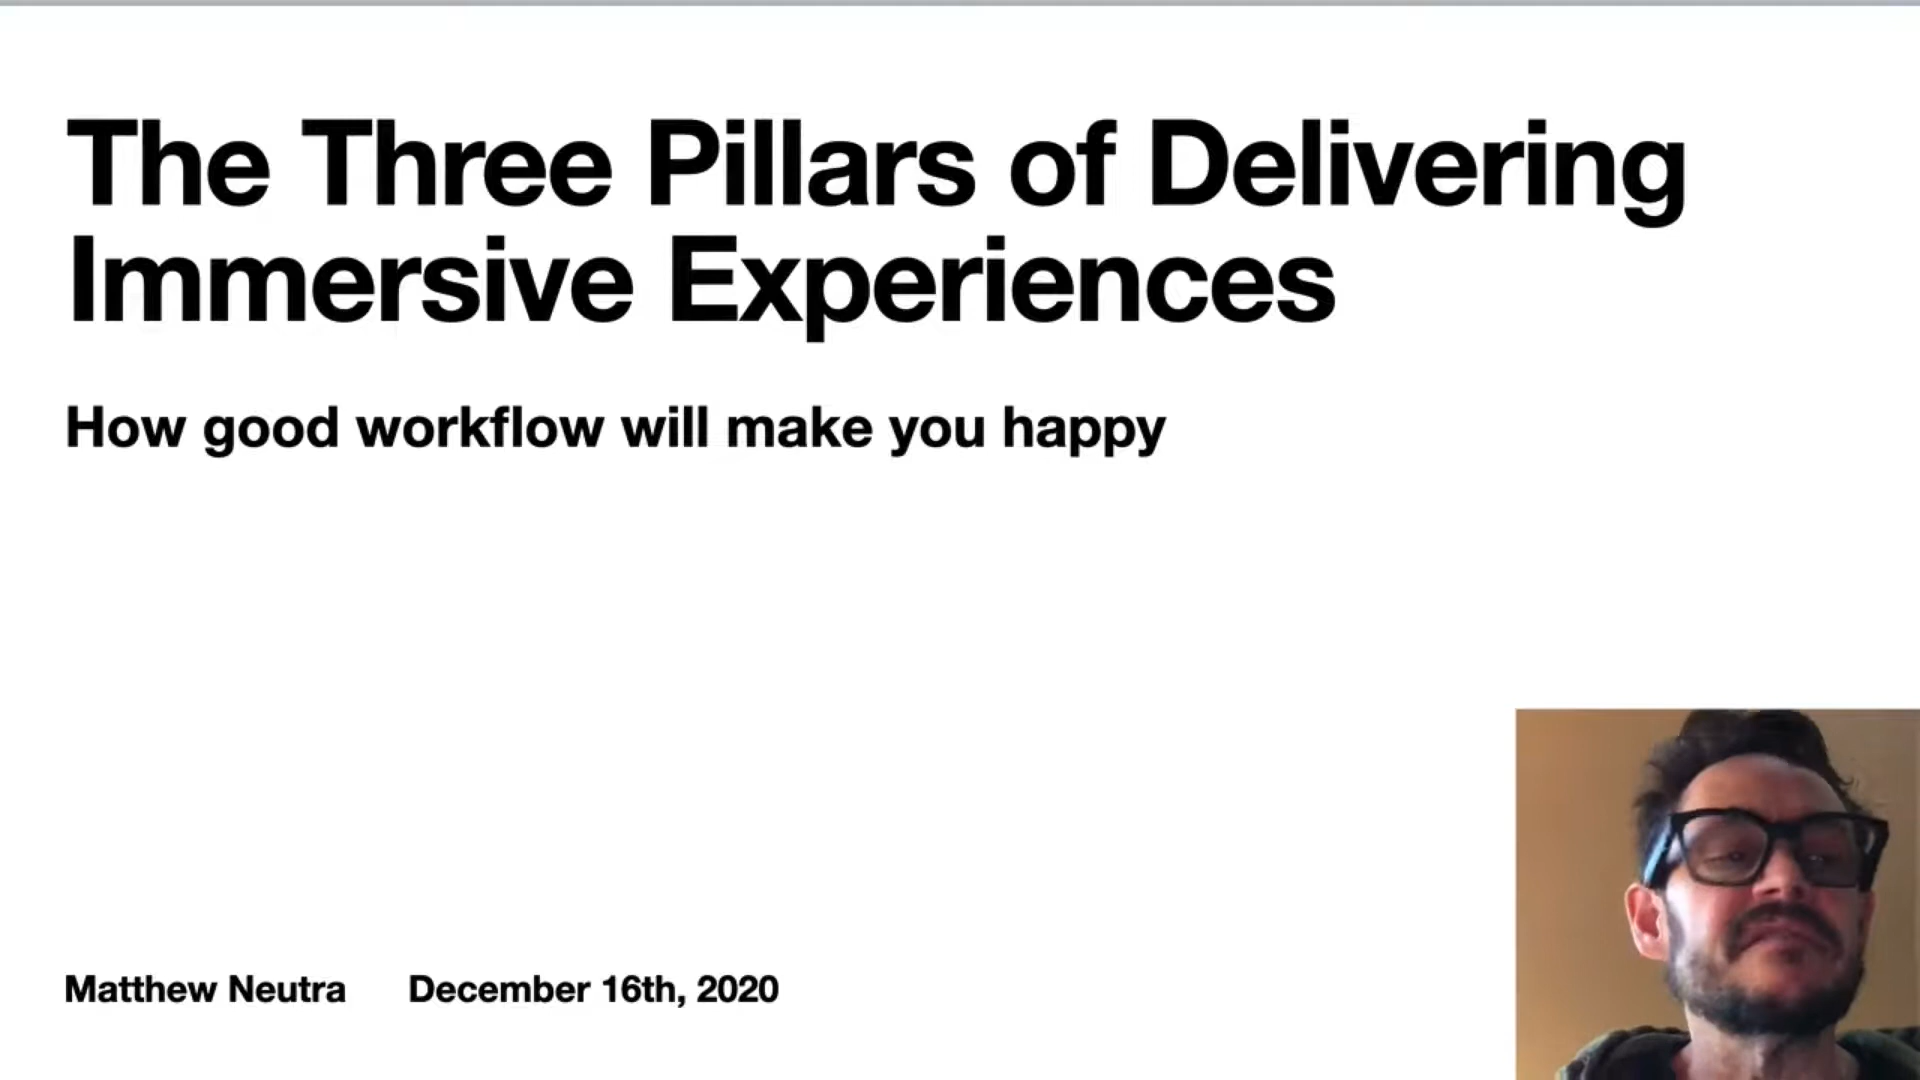 The Three Pillars of Delivering
Immersive Experiences
How good workflow will make you happy
Matthew Neutra December 16th, 2020